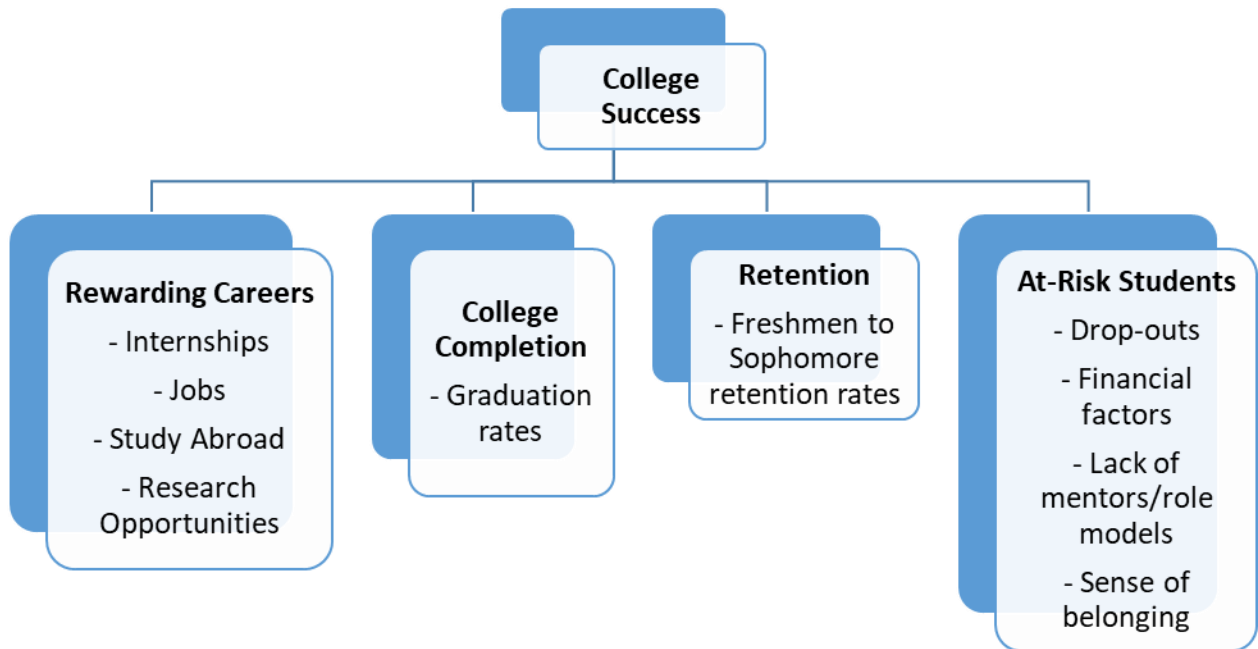 College
Success
Rewarding Careers
- Internships
- Jobs
- Study Abroad
- Research
Opportunities
College
Completion
- Graduation
rates
Retention
- Freshmen to
Sophomore
retention rates
At-Risk Students
- Drop-outs
- Financial
factors
- Lack of
mentors/role
models
- Sense of
belonging